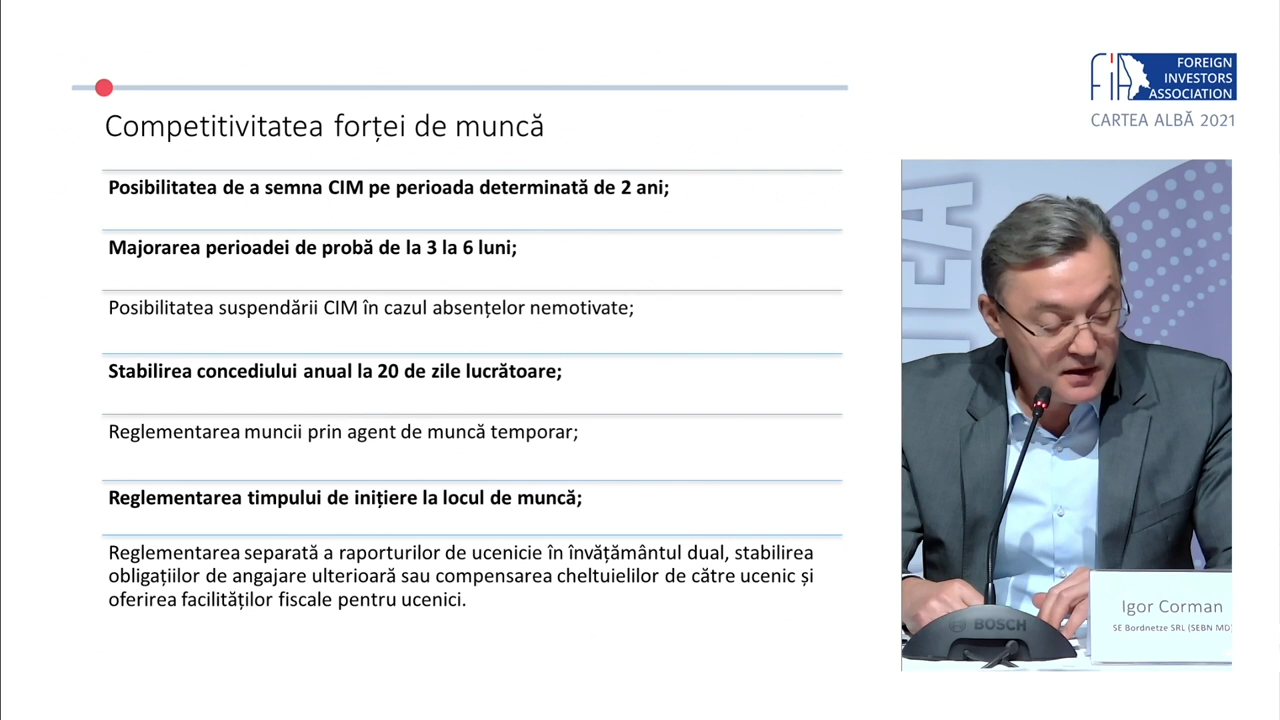 FOREIGN
INVESTORS
ASSOCIATION
CARTEA ALBĂ 2021
Competitivitatea forței de muncă
Posibilitatea de a semna CIM pe perioada determinată de 2 ani;
Majorarea perioadei de probă de la 3 la 6 luni;
Posibilitatea suspendării CIM în cazul absențelor nemotivate;
Stabilirea concediului anual la 20 de zile lucrătoare;
Reglementarea muncii prin agent de muncă temporar;
Reglementarea timpului de inițiere la locul de muncă;
Reglementarea separată a raporturilor de ucenicie în învățământul dual, stabilirea
obligațiilor de angajare ulterioară sau compensarea cheltuielilor de către ucenic și
oferirea facilităților fiscale pentru ucenici.
BOSCH
Igor Corman
SE Bordnetze SRL (SEBN MD)